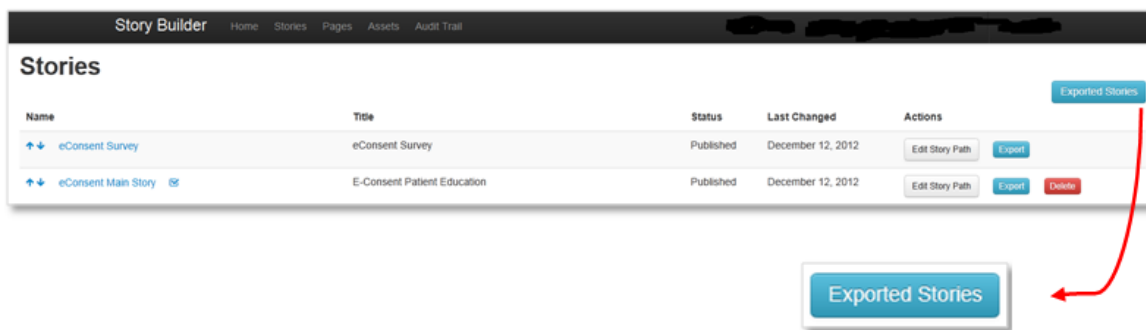 Story Builder Home Stories Pages Assets Audit Trail
Stories
Exported Stories
Name Title Status Last Changed Actions
eConsent Survey eConsent Survey Published December 12, 2012 Edit Story Path Export
eConsent Main Story E-Consent Patient Education Published December 12, 2012 Edit Story Path Export Delete
Exported Stories